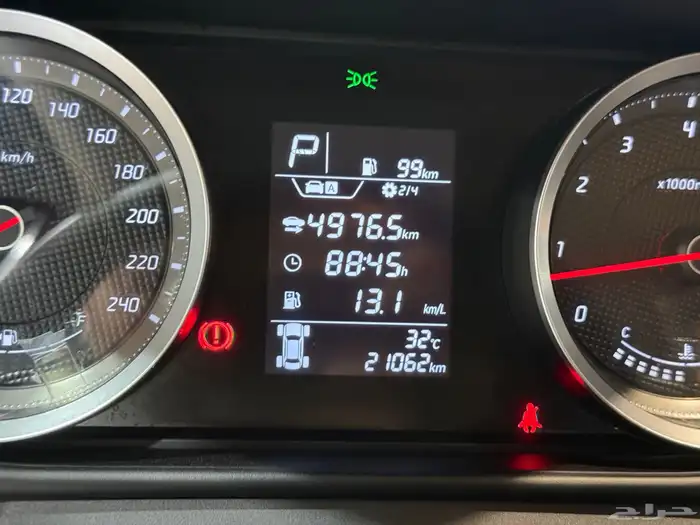 120
140
160
180
200
220
240
km/h
P
99km
A
2/4
4976.5km
88:45h
13.1 km/L
32°C
21062km
4
3
2
1
0
x1000r
C
F
حراج